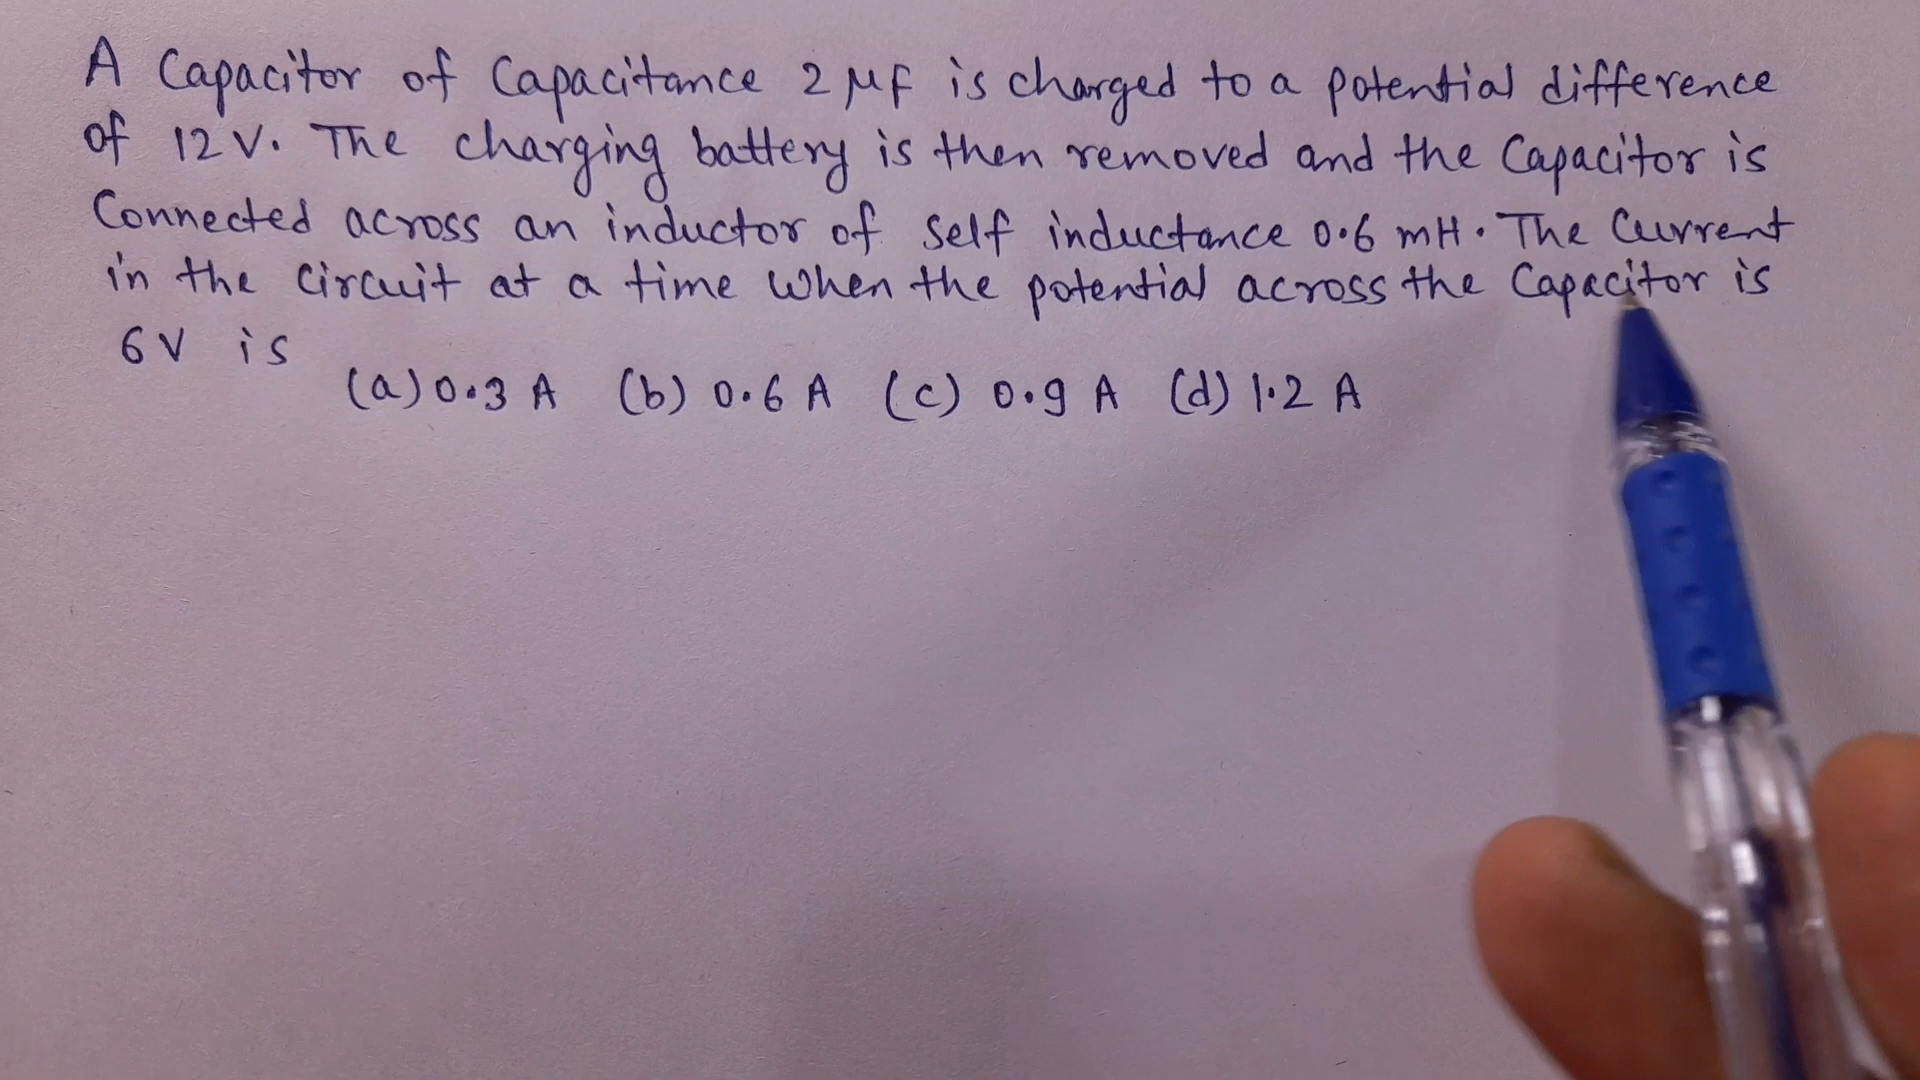 A Capacitor of Capacitance 2 μF is charged to a potential difference
of 12 V. The charging battery is then removed and the Capacitor is
Connected across an inductor of self inductance 0.6 mH. The Current
in the Circuit at a time when the potential across the Capacitor is
6 V is
(a) 0.3 A (b) 0.6 A (c) 0.9 A (d) 1.2 A